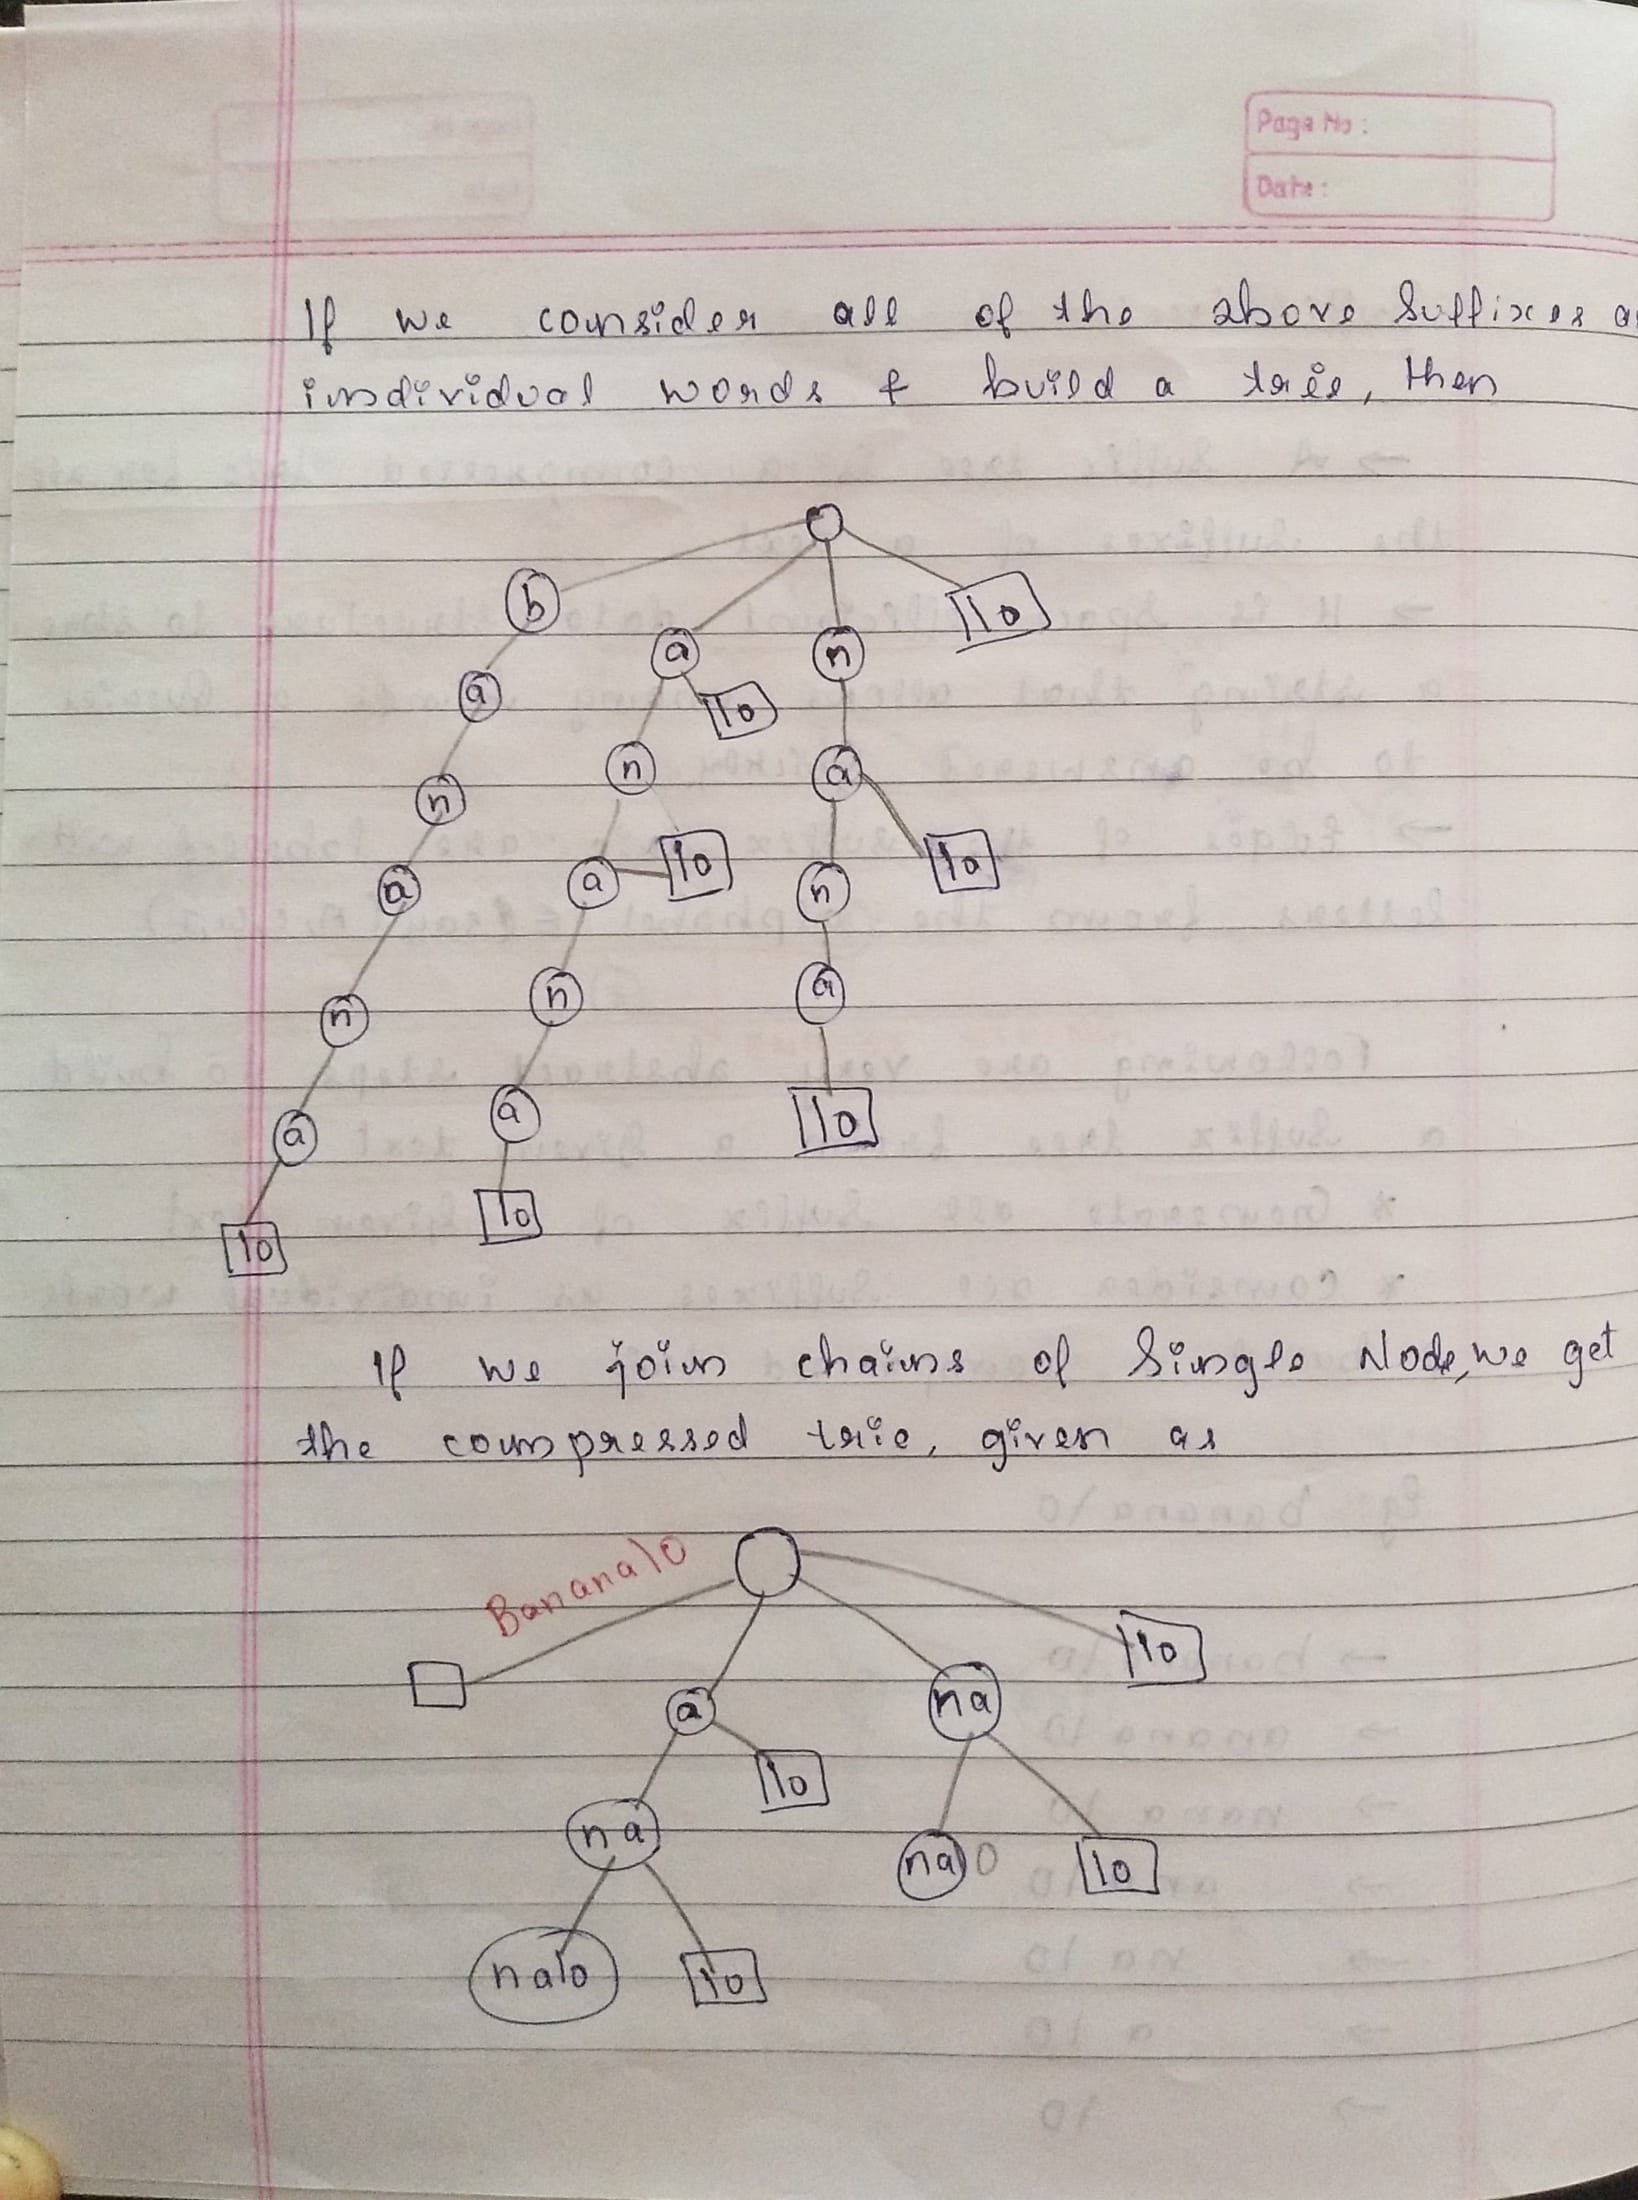 Page No :
Date :
If we consider all of the above Suffixes a
individual words & build a trie, then
b \0
a a n
\0
a n
n a
\0 \0
a a n
n n a
a a \0
\0 \0
If we join chains of Single Node, we get
the compressed trie, given as
Banana\0
\0
a na
\0
na na \0
na\0 \0